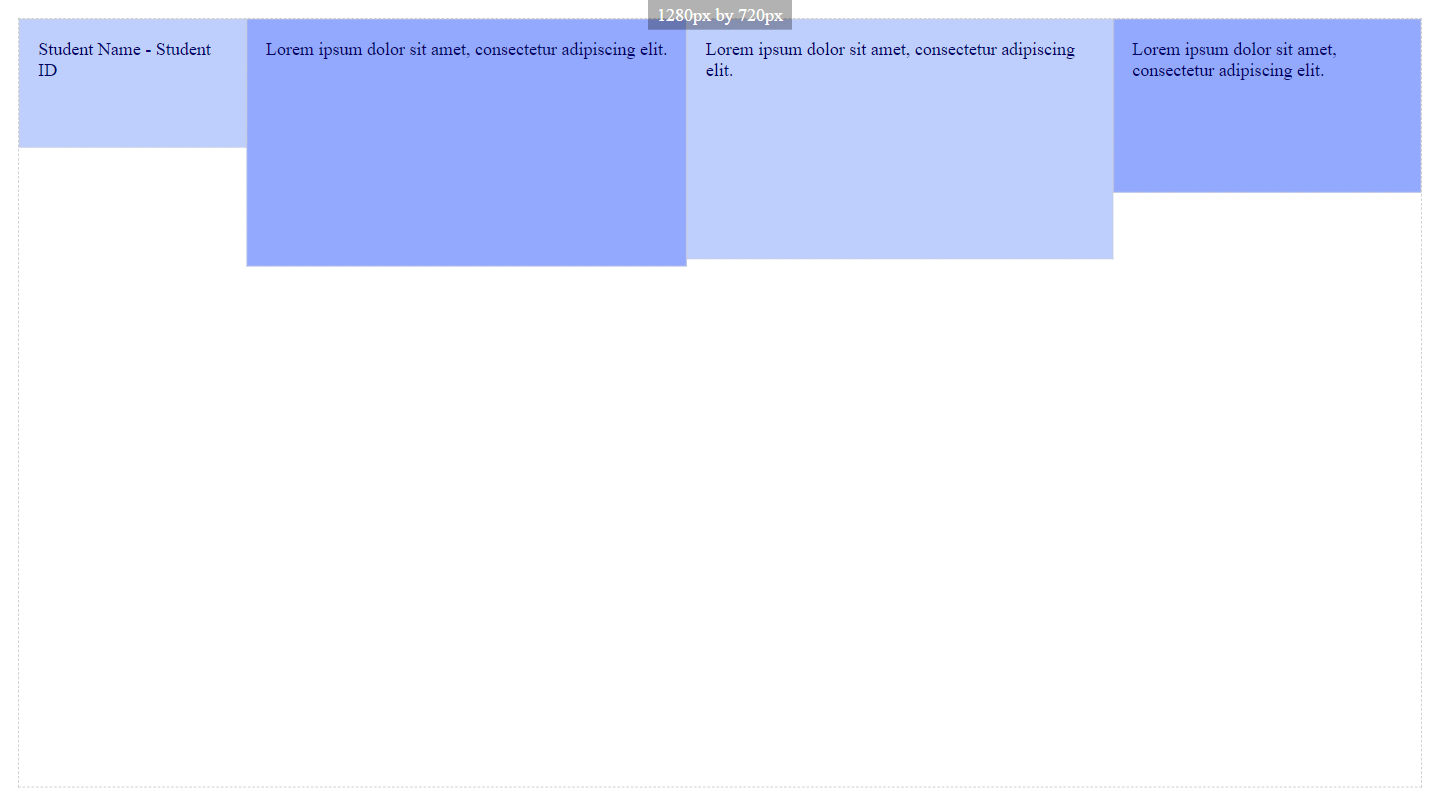 1280px by 720px
Student Name - Student
ID
Lorem ipsum dolor sit amet, consectetur adipiscing elit.
Lorem ipsum dolor sit amet, consectetur adipiscing
elit.
Lorem ipsum dolor sit amet,
consectetur adipiscing elit.